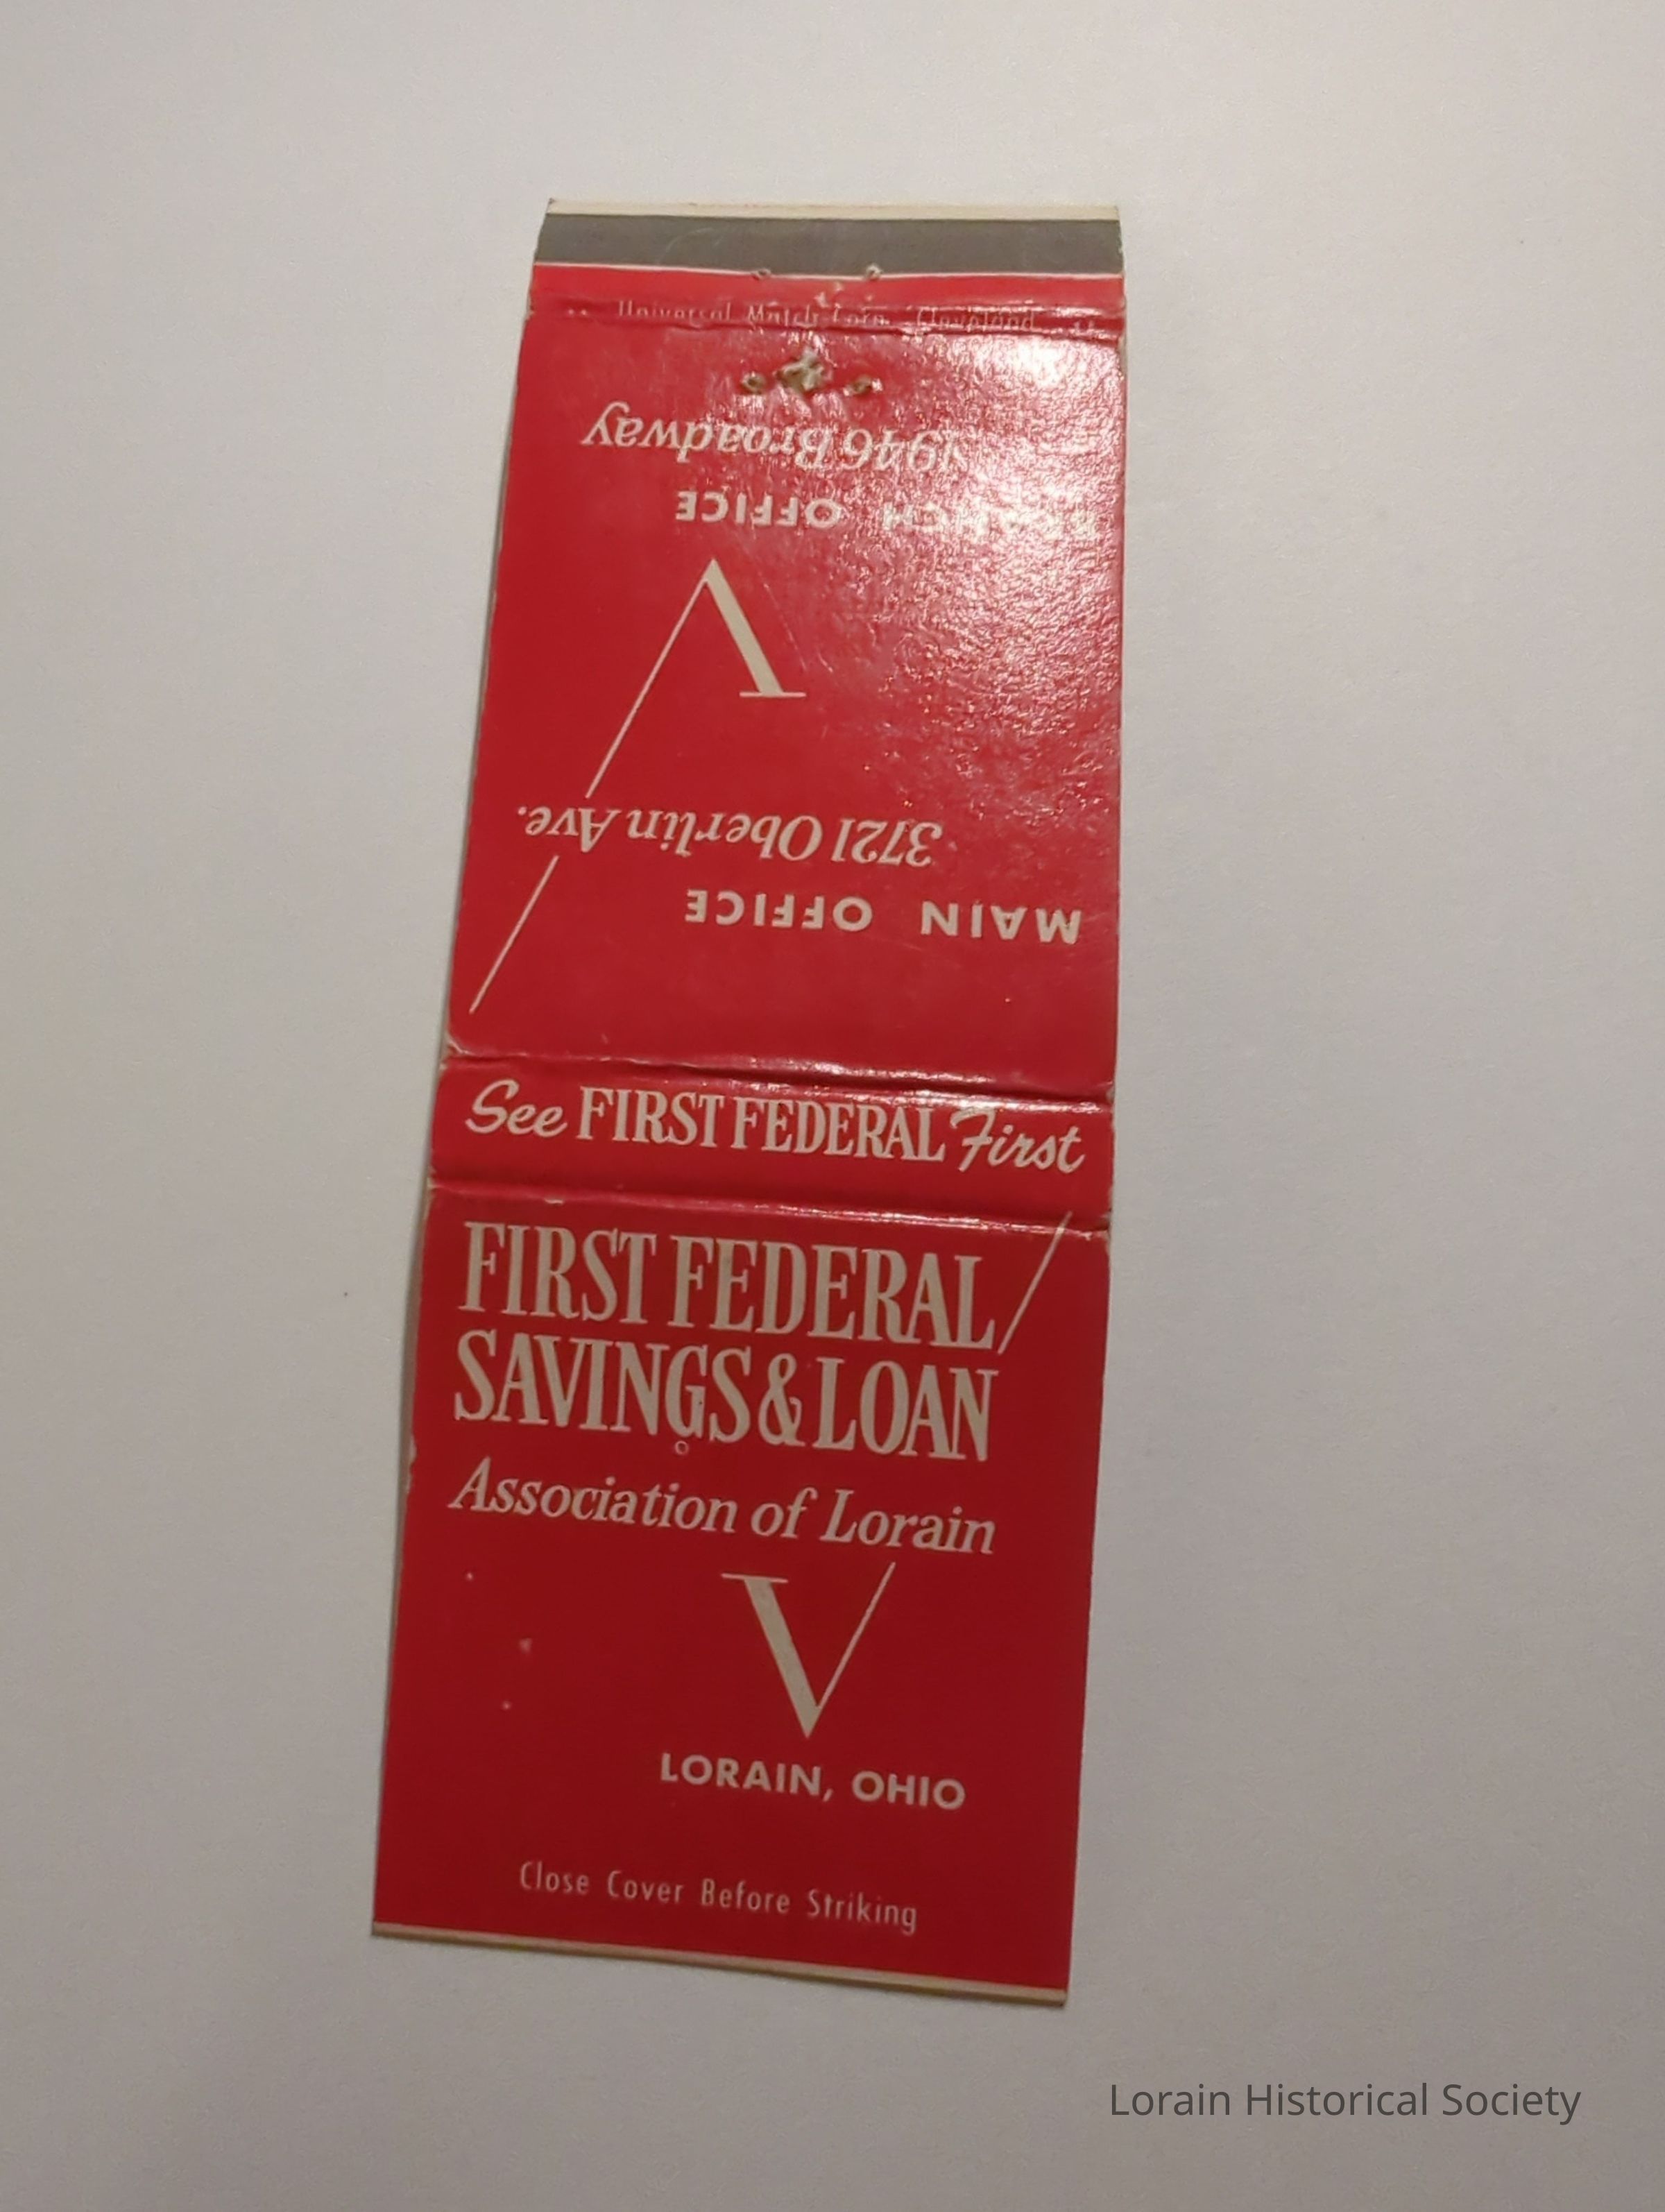 Universal Match Corp., Cleveland
MAIN OFFICE
3721 Oberlin Ave.
V
BRANCH OFFICE
1946 Broadway
See FIRST FEDERAL First
FIRST FEDERAL
SAVINGS & LOAN
Association of Lorain
V
LORAIN, OHIO
Close Cover Before Striking
Lorain Historical Society